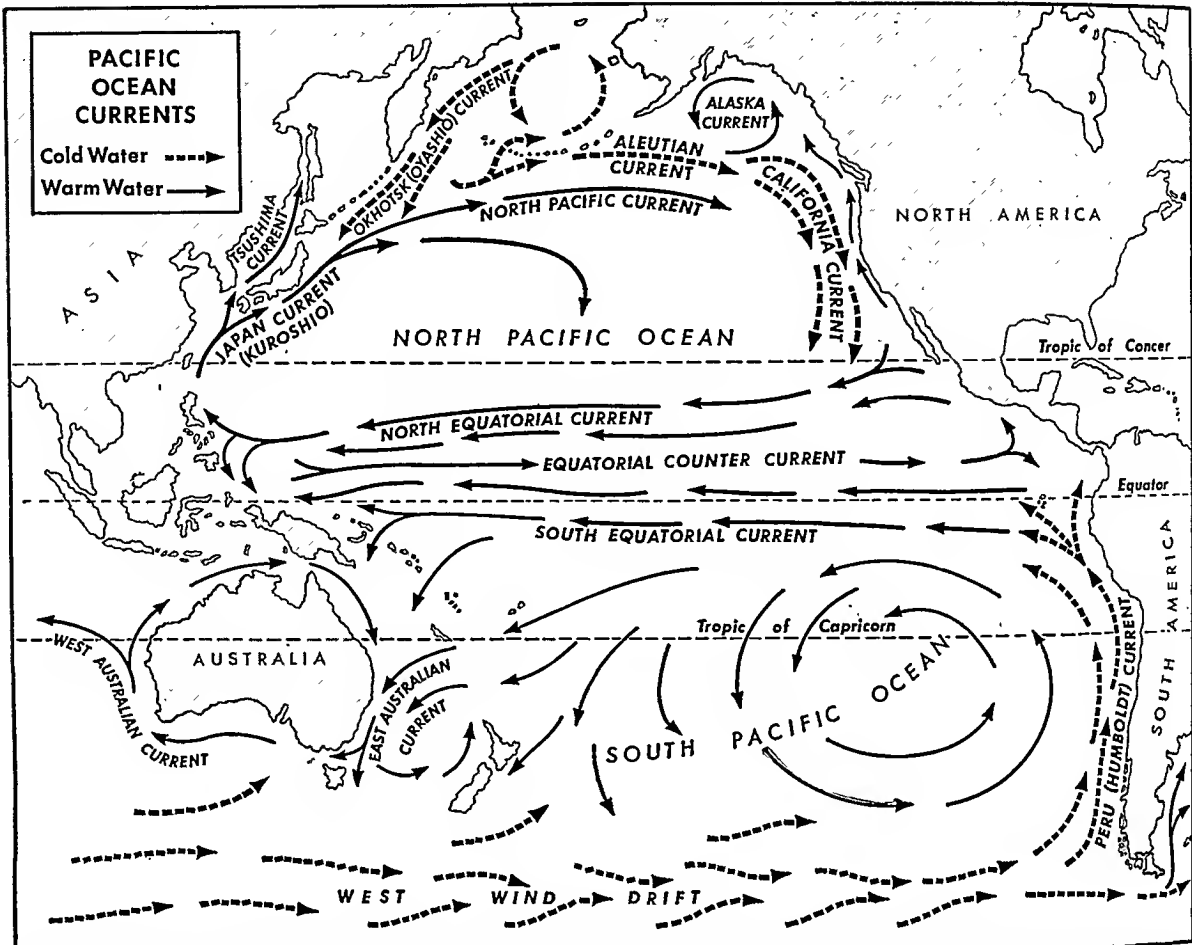 PACIFIC
OCEAN
CURRENTS
Cold Water
Warm Water
OKHOTSK (OYASHIO) CURRENT
ALASKA
CURRENT
ALEUTIAN
CURRENT
CALIFORNIA CURRENT
NORTH PACIFIC CURRENT
NORTH AMERICA
TSUSHIMA
CURRENT
ASIA
JAPAN CURRENT
(KUROSHIO)
NORTH PACIFIC OCEAN
Tropic of Concer
NORTH EQUATORIAL CURRENT
EQUATORIAL COUNTER CURRENT
Equator
SOUTH EQUATORIAL CURRENT
SOUTH AMERICA
Tropic of Capricorn
WEST AUSTRALIAN CURRENT
AUSTRALIA
EAST AUSTRALIAN
CURRENT
SOUTH PACIFIC OCEAN
PERU (HUMBOLDT) CURRENT
WEST WIND DRIFT